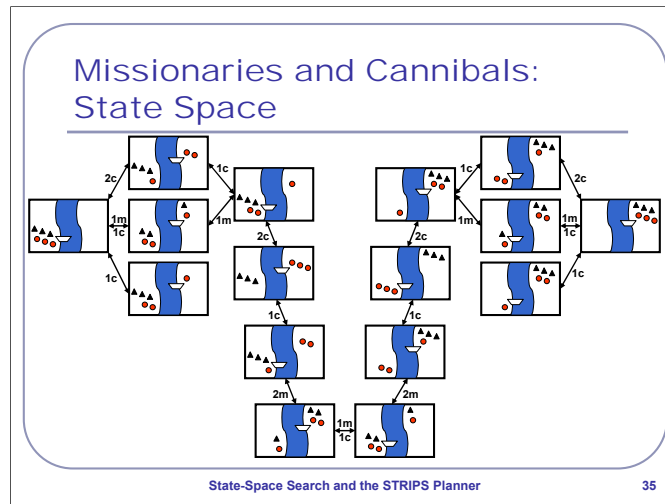 Missionaries and Cannibals:
State Space
2c
1c
1m
1c
1m
1c
2c
1c
2m
1m
1c
2m
1c
2c
1c
1m
2c
1m
1c
1c
State-Space Search and the STRIPS Planner
35